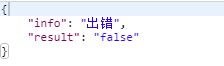 {
    "info": "出错",
    "result": "false"
}